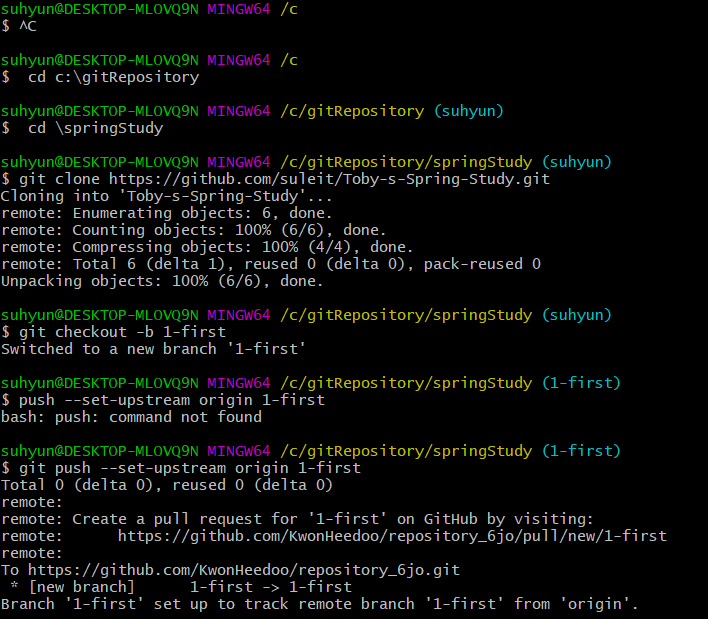 suhyun@DESKTOP-MLOVQ9N MINGW64 /c
$ ^C
suhyun@DESKTOP-MLOVQ9N MINGW64 /c
$  cd c:\gitRepository
suhyun@DESKTOP-MLOVQ9N MINGW64 /c/gitRepository (suhyun)
$  cd \springStudy
suhyun@DESKTOP-MLOVQ9N MINGW64 /c/gitRepository/springStudy (suhyun)
$ git clone https://github.com/suleit/Toby-s-Spring-Study.git
Cloning into 'Toby-s-Spring-Study'...
remote: Enumerating objects: 6, done.
remote: Counting objects: 100% (6/6), done.
remote: Compressing objects: 100% (4/4), done.
remote: Total 6 (delta 1), reused 0 (delta 0), pack-reused 0
Unpacking objects: 100% (6/6), done.
suhyun@DESKTOP-MLOVQ9N MINGW64 /c/gitRepository/springStudy (suhyun)
$ git checkout -b 1-first
Switched to a new branch '1-first'
suhyun@DESKTOP-MLOVQ9N MINGW64 /c/gitRepository/springStudy (1-first)
$ push --set-upstream origin 1-first
bash: push: command not found
suhyun@DESKTOP-MLOVQ9N MINGW64 /c/gitRepository/springStudy (1-first)
$ git push --set-upstream origin 1-first
Total 0 (delta 0), reused 0 (delta 0)
remote:
remote: Create a pull request for '1-first' on GitHub by visiting:
remote:      https://github.com/KwonHeedoo/repository_6jo/pull/new/1-first
remote:
To https://github.com/KwonHeedoo/repository_6jo.git
 * [new branch]      1-first -> 1-first
Branch '1-first' set up to track remote branch '1-first' from 'origin'.